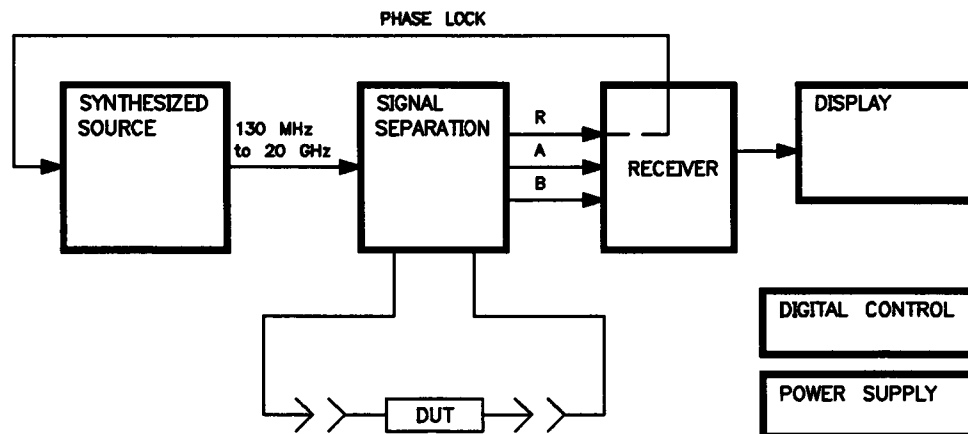 PHASE LOCK
SYNTHESIZED
SOURCE
130 MHz
to 20 GHz
SIGNAL
SEPARATION
R
A
B
RECEIVER
DISPLAY
DIGITAL CONTROL
POWER SUPPLY
DUT